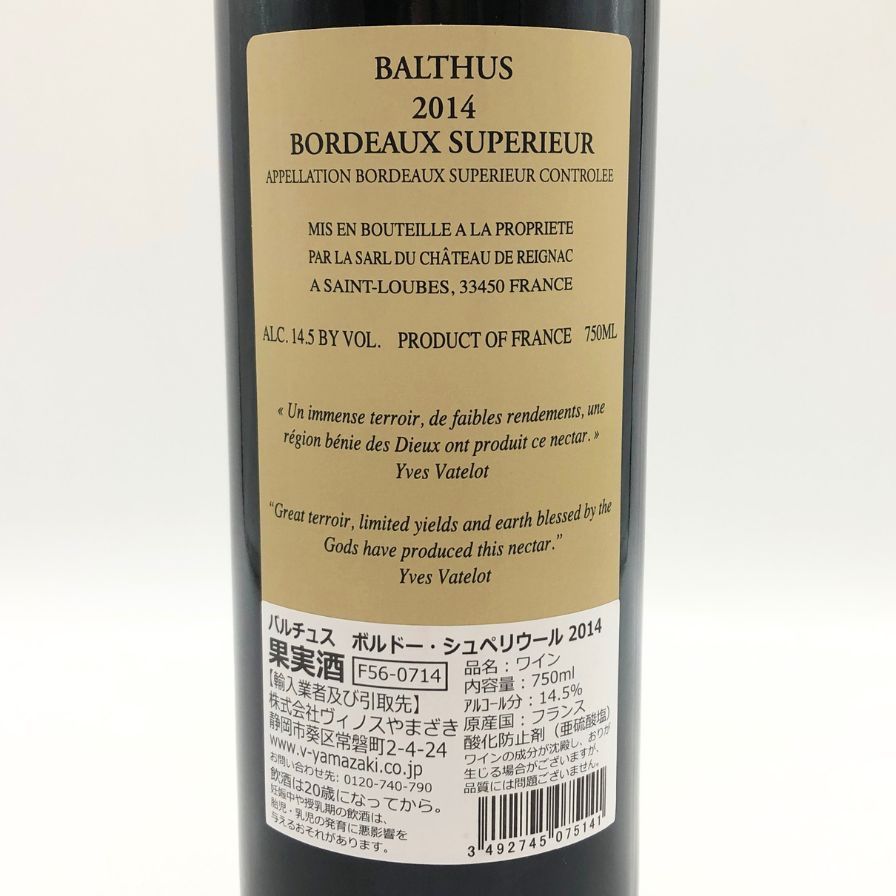 BALTHUS
2014
BORDEAUX SUPERIEUR
APPELLATION BORDEAUX SUPERIEUR CONTROLEE
MIS EN BOUTEILLE A LA PROPRIETE
PAR LA SARL DU CHÂTEAU DE REIGNAC
A SAINT-LOUBES, 33450 FRANCE
ALC. 14.5 BY VOL. PRODUCT OF FRANCE 750ML
« Un immense terroir, de faibles rendements, une
région bénie des Dieux ont produit ce nectar. »
Yves Vatelot
“Great terroir, limited yields and earth blessed by the
Gods have produced this nectar.”
Yves Vatelot
バルチュス ボルドー・シュペリウール 2014
果実酒 F56-0714
【輸入業者及び引取先】
株式会社ヴィノスやまざき
静岡市葵区常磐町2-4-24
www.v-yamazaki.co.jp
お問い合わせ先: 0120-740-790
飲酒は20歳になってから。
妊娠中や授乳期の飲酒は、
胎児・乳児の発育に悪影響を
与えるおそれがあります。
品名：ワイン
内容量：750ml
アルコール分：14.5%
原産国：フランス
酸化防止剤（亜硫酸塩）
ワインの成分が沈殿し、おりが
生じる場合がございますが、
品質には問題ございません。
3 492745 075141